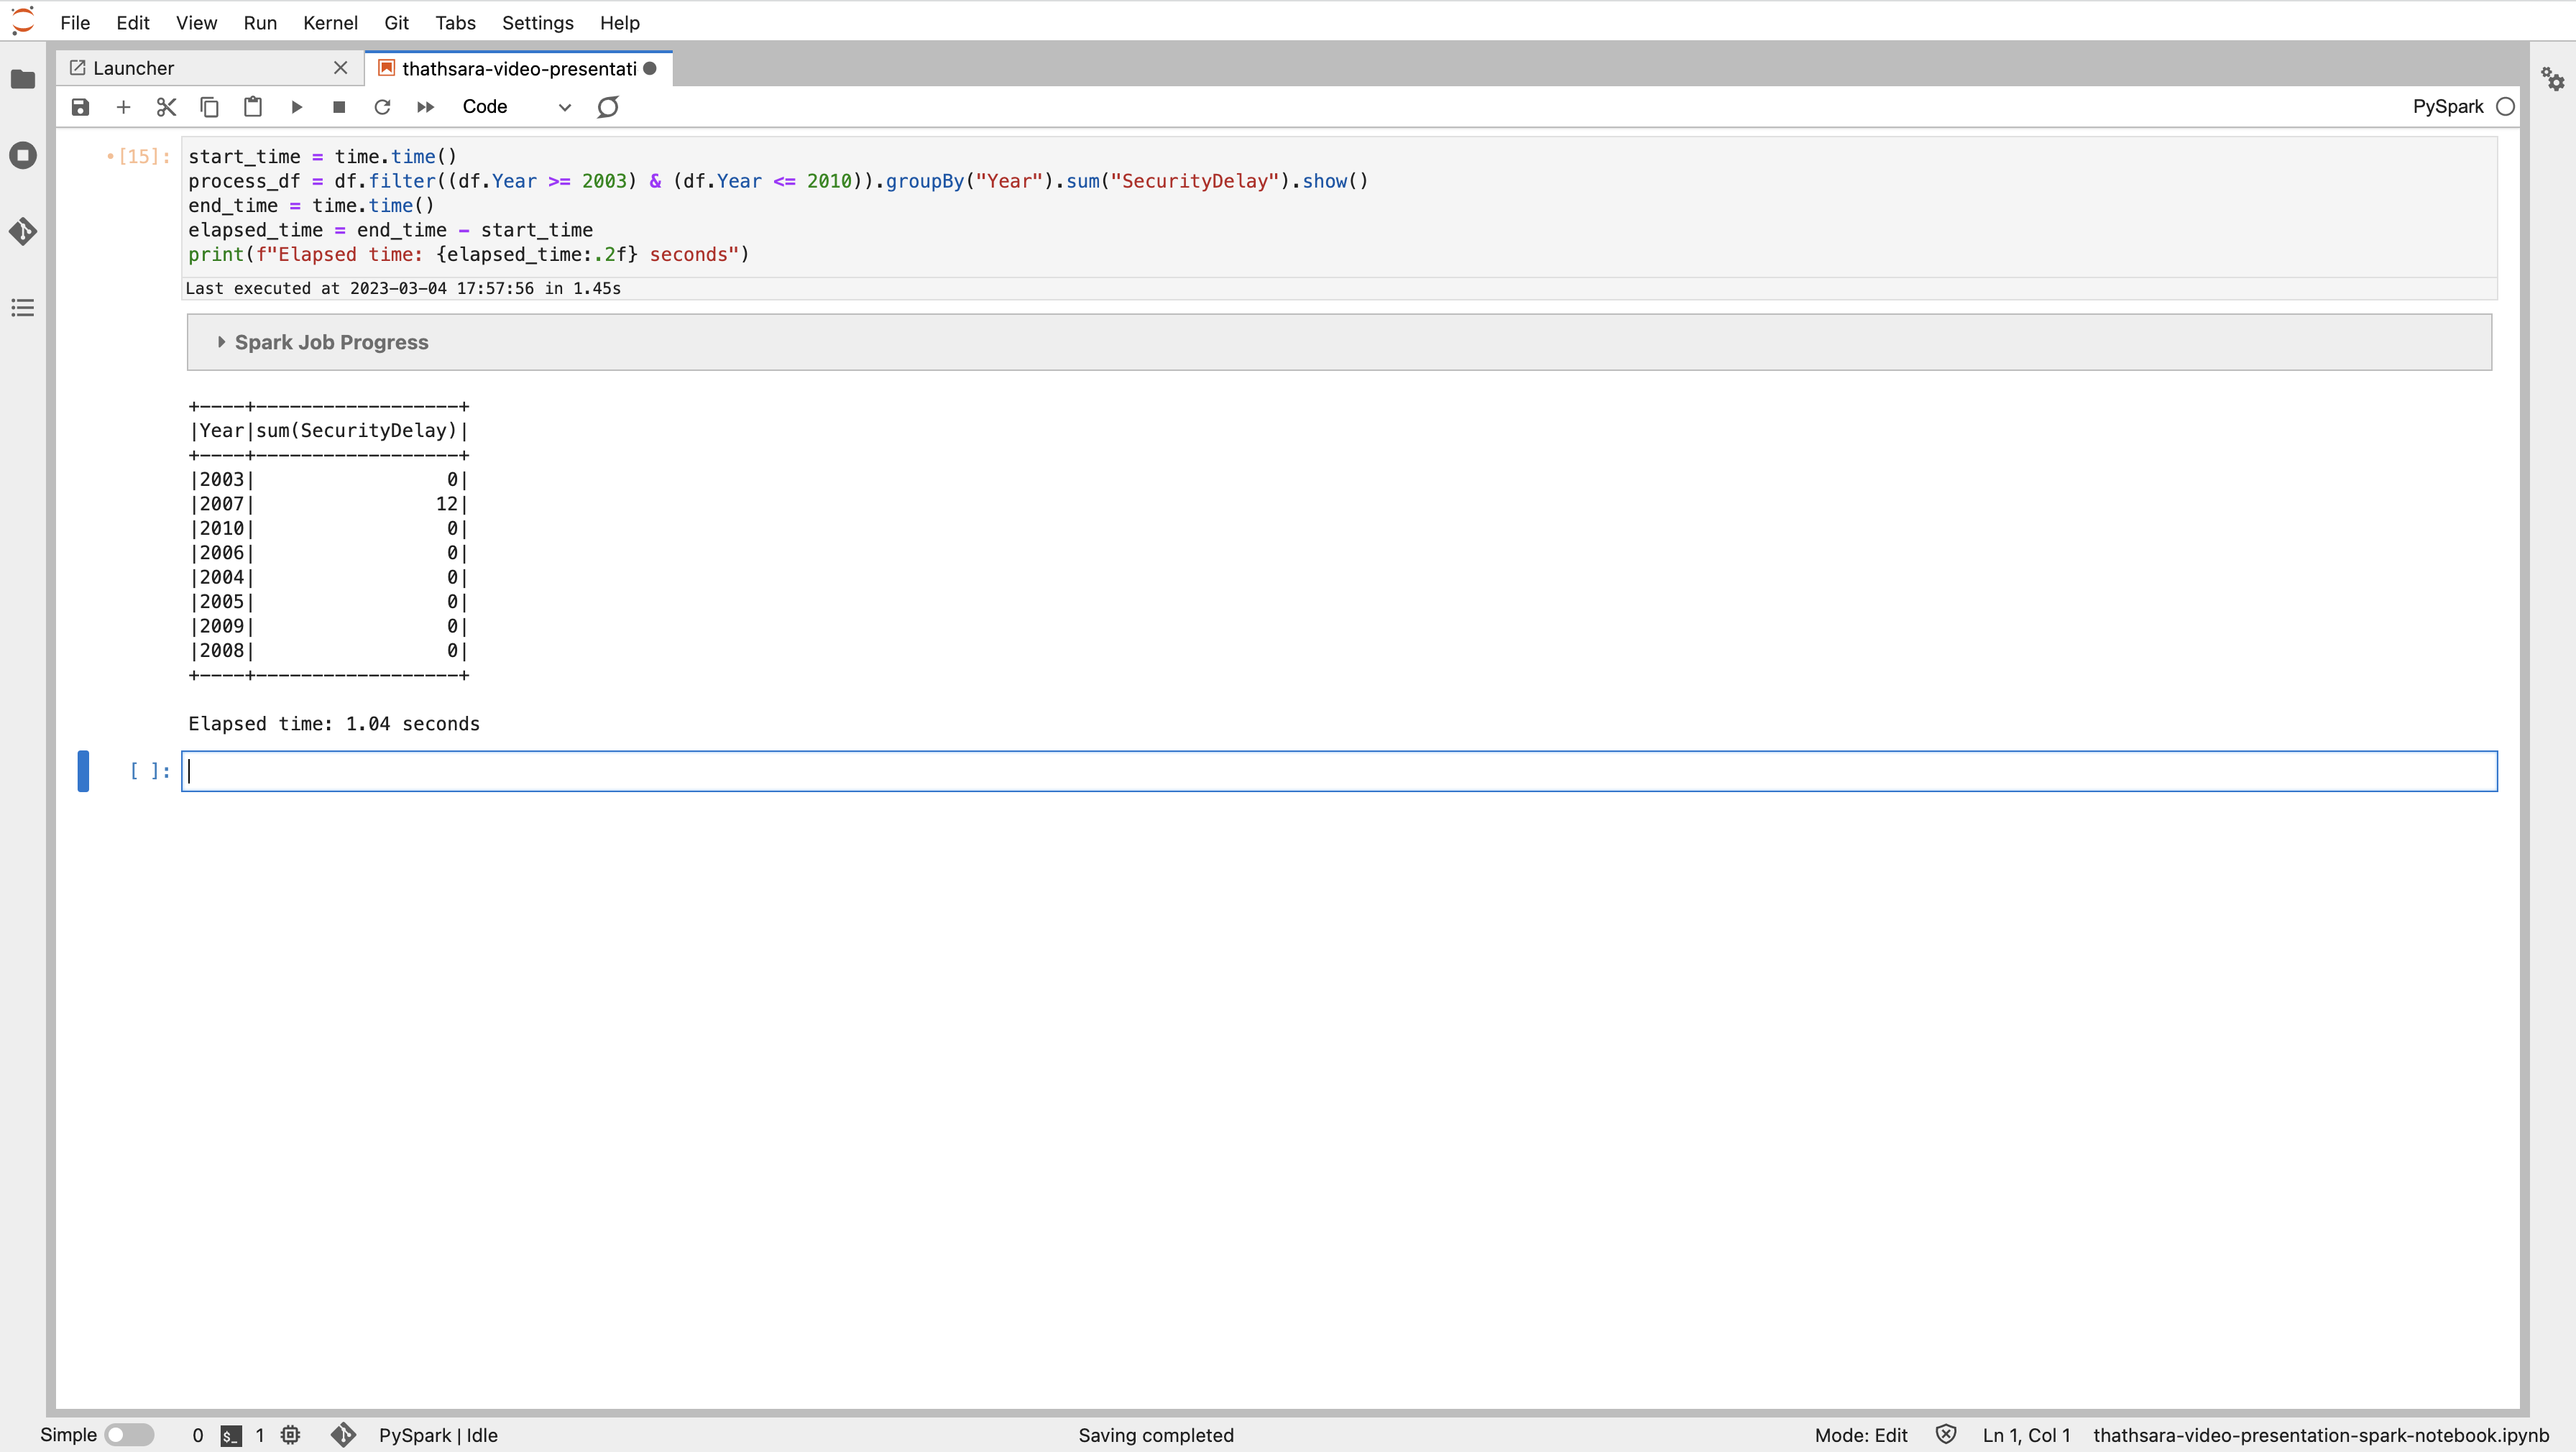 File Edit View Run Kernel Git Tabs Settings Help
Launcher thathsara-video-presentati
Code PySpark
[15]:
start_time = time.time()
process_df = df.filter((df.Year >= 2003) & (df.Year <= 2010)).groupBy("Year").sum("SecurityDelay").show()
end_time = time.time()
elapsed_time = end_time - start_time
print(f"Elapsed time: {elapsed_time:.2f} seconds")
Last executed at 2023-03-04 17:57:56 in 1.45s
Spark Job Progress
+----+------------------+
|Year|sum(SecurityDelay)|
+----+------------------+
|2003|                 0|
|2007|                12|
|2010|                 0|
|2006|                 0|
|2004|                 0|
|2005|                 0|
|2009|                 0|
|2008|                 0|
+----+------------------+
Elapsed time: 1.04 seconds
[ ]:
Simple 0 $_ 1 PySpark | Idle Saving completed Mode: Edit Ln 1, Col 1 thathsara-video-presentation-spark-notebook.ipynb